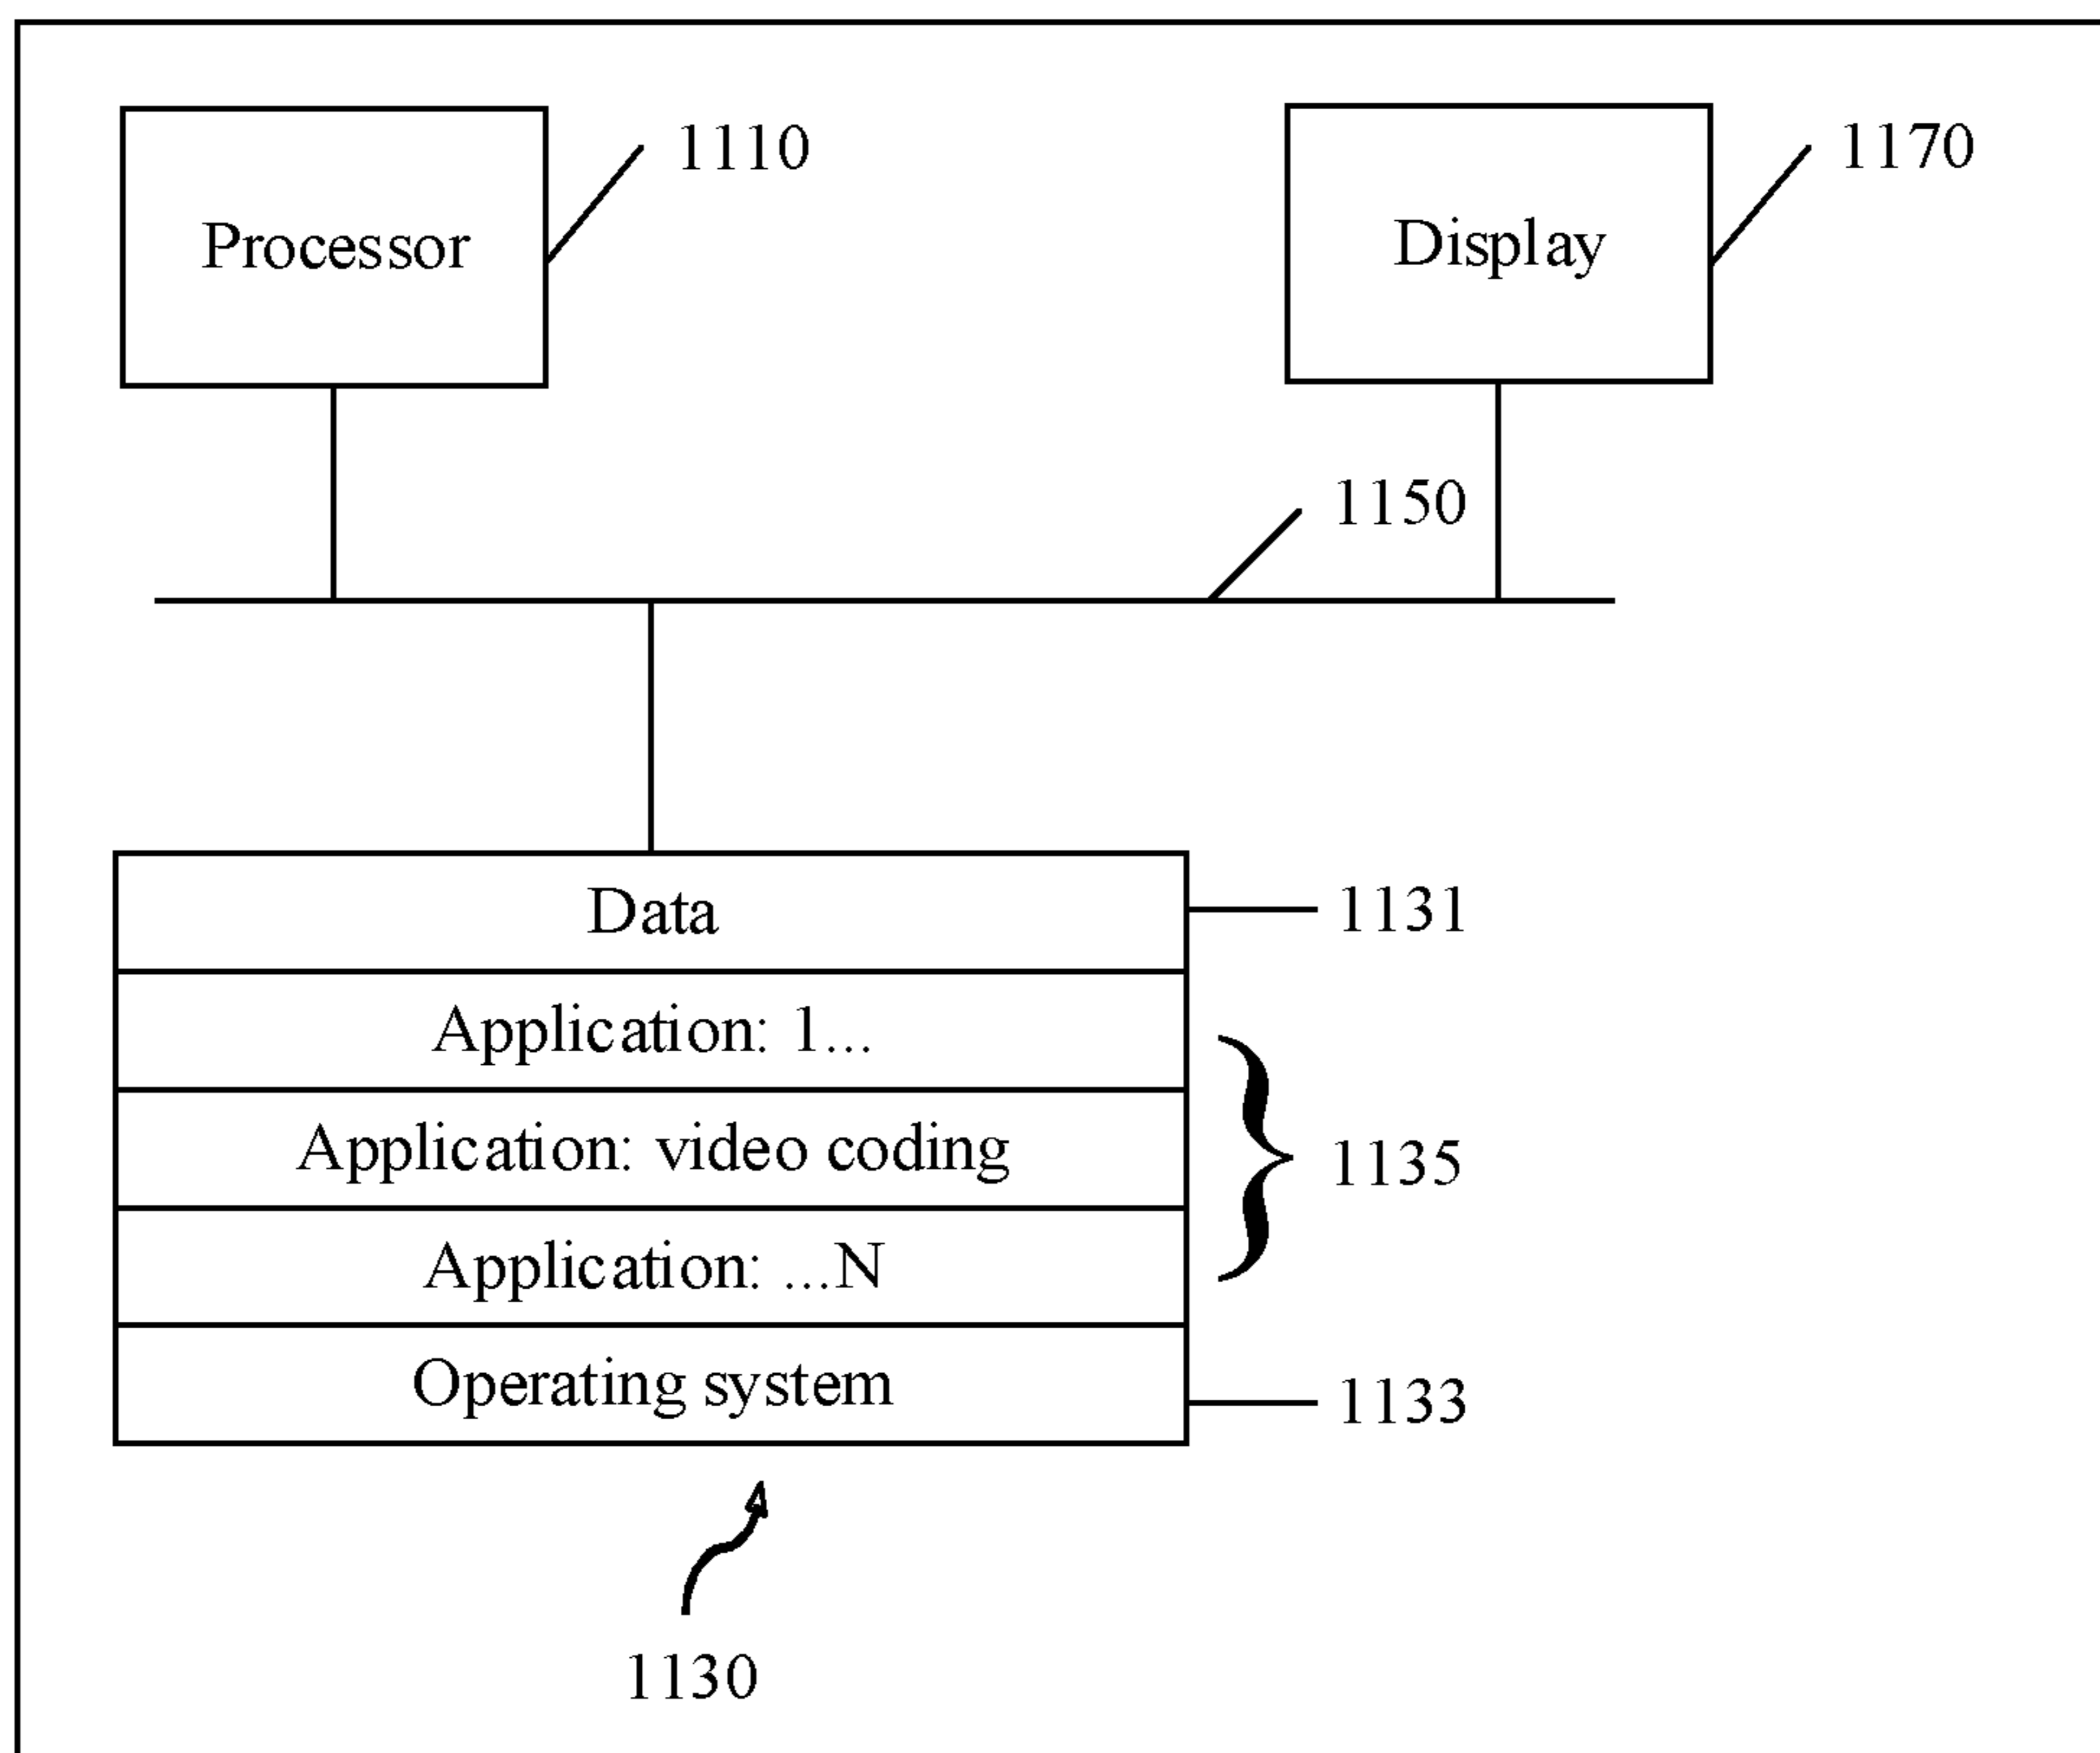 1110
1170
Processor
Display
1150
Data
1131
Application: 1...
Application: video coding
1135
Application: ...N
Operating system
1133
1130